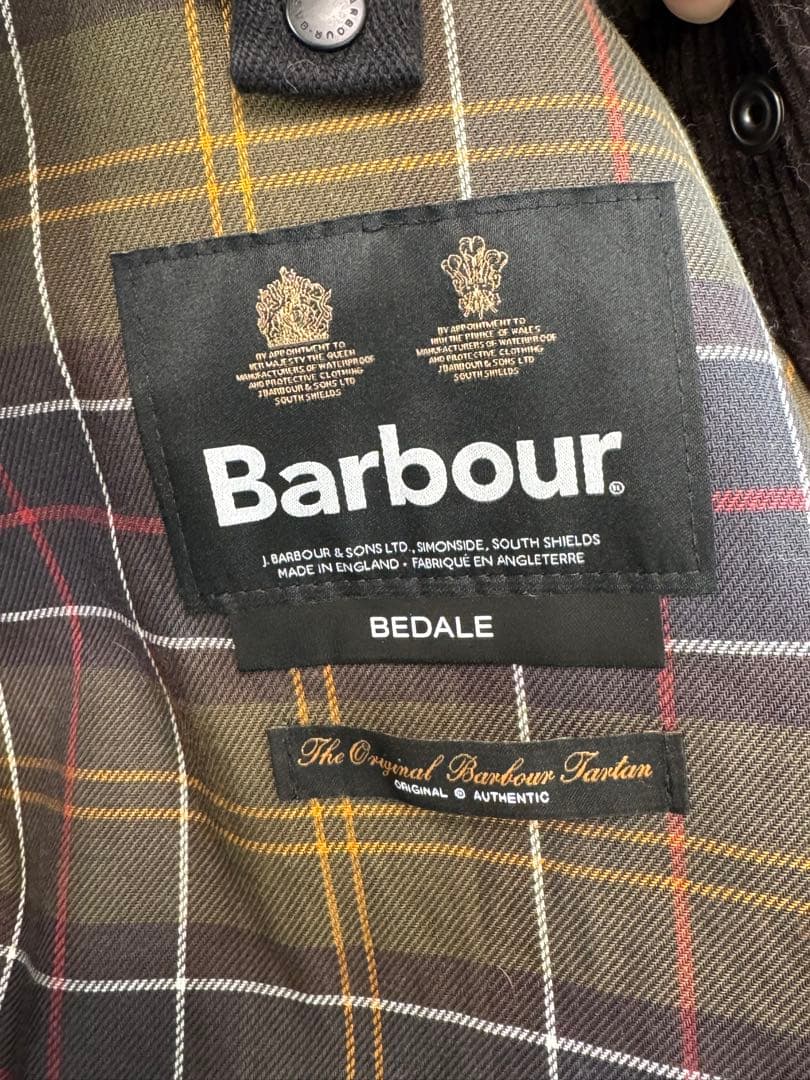 BARBOUR
BY APPOINTMENT TO
HER MAJESTY THE QUEEN
MANUFACTURERS OF WATERPROOF
AND PROTECTIVE CLOTHING
J BARBOUR & SONS LTD
SOUTH SHIELDS
BY APPOINTMENT TO
HRH THE PRINCE OF WALES
MANUFACTURERS OF WATERPROOF
AND PROTECTIVE CLOTHING
J BARBOUR & SONS LTD
SOUTH SHIELDS
Barbour®
J. BARBOUR & SONS LTD., SIMONSIDE, SOUTH SHIELDS
MADE IN ENGLAND · FABRIQUÉ EN ANGLETERRE
BEDALE
The Original Barbour Tartan
ORIGINAL © AUTHENTIC